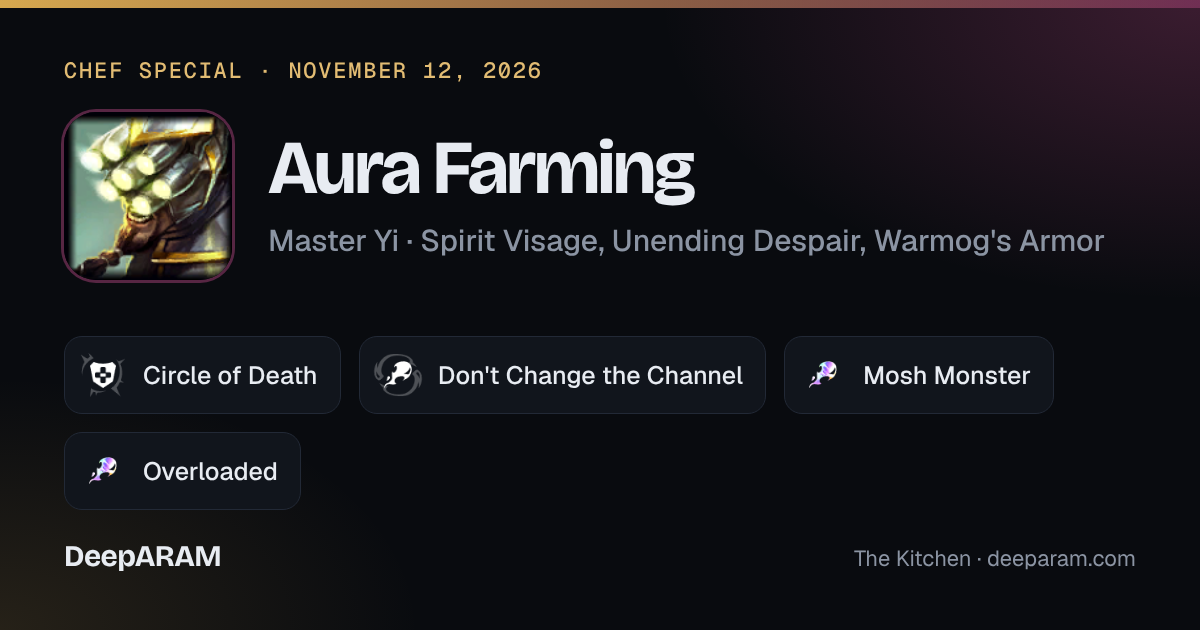 CHEF SPECIAL · NOVEMBER 12, 2026
Aura Farming
Master Yi · Spirit Visage, Unending Despair, Warmog's Armor
Circle of Death
Don't Change the Channel
Mosh Monster
Overloaded
DeepARAM
The Kitchen · deeparam.com